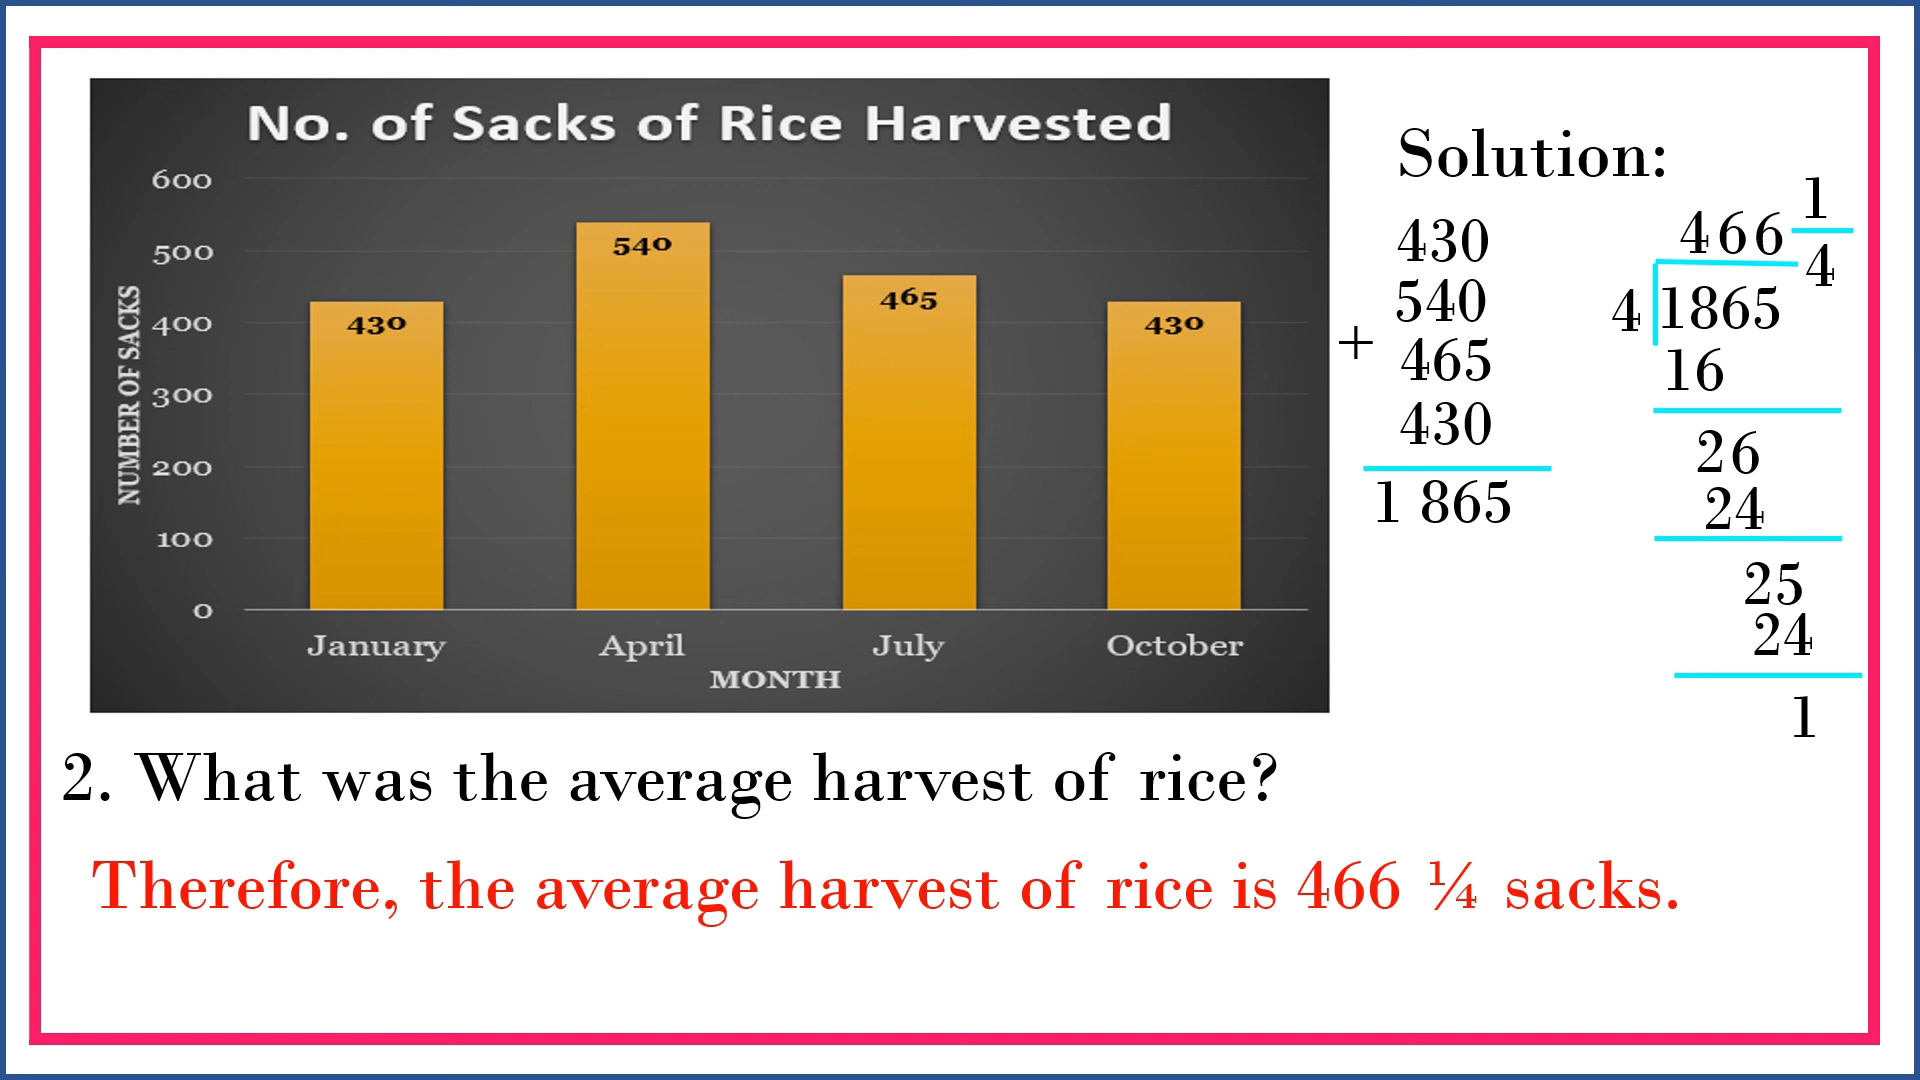 No. of Sacks of Rice Harvested
600
500
400
300
200
100
0
NUMBER OF SACKS
430
540
465
430
January
April
July
October
MONTH
Solution:
430
540
+
465
430
1 865
466 1
4
4 1865
16
26
24
25
24
1
2. What was the average harvest of rice?
Therefore, the average harvest of rice is 466 ¼ sacks.